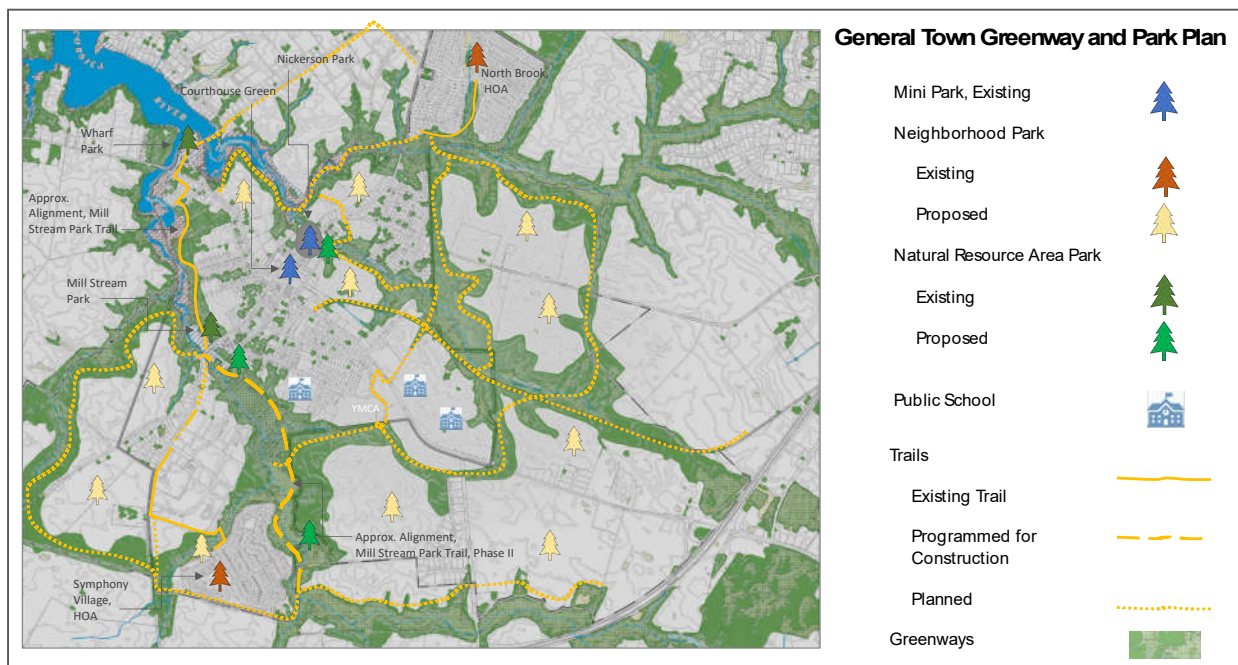 General Town Greenway and Park Plan
Nickerson Park
North Brook,
HOA
Courthouse Green
RIVER
Wharf
Park
Approx.
Alignment, Mill
Stream Park Trail
Mill Stream
Park
YMCA
Approx. Alignment,
Mill Stream Park Trail, Phase II
Symphony
Village,
HOA
Mini Park, Existing
Neighborhood Park
Existing
Proposed
Natural Resource Area Park
Existing
Proposed
Public School
Trails
Existing Trail
Programmed for
Construction
Planned
Greenways